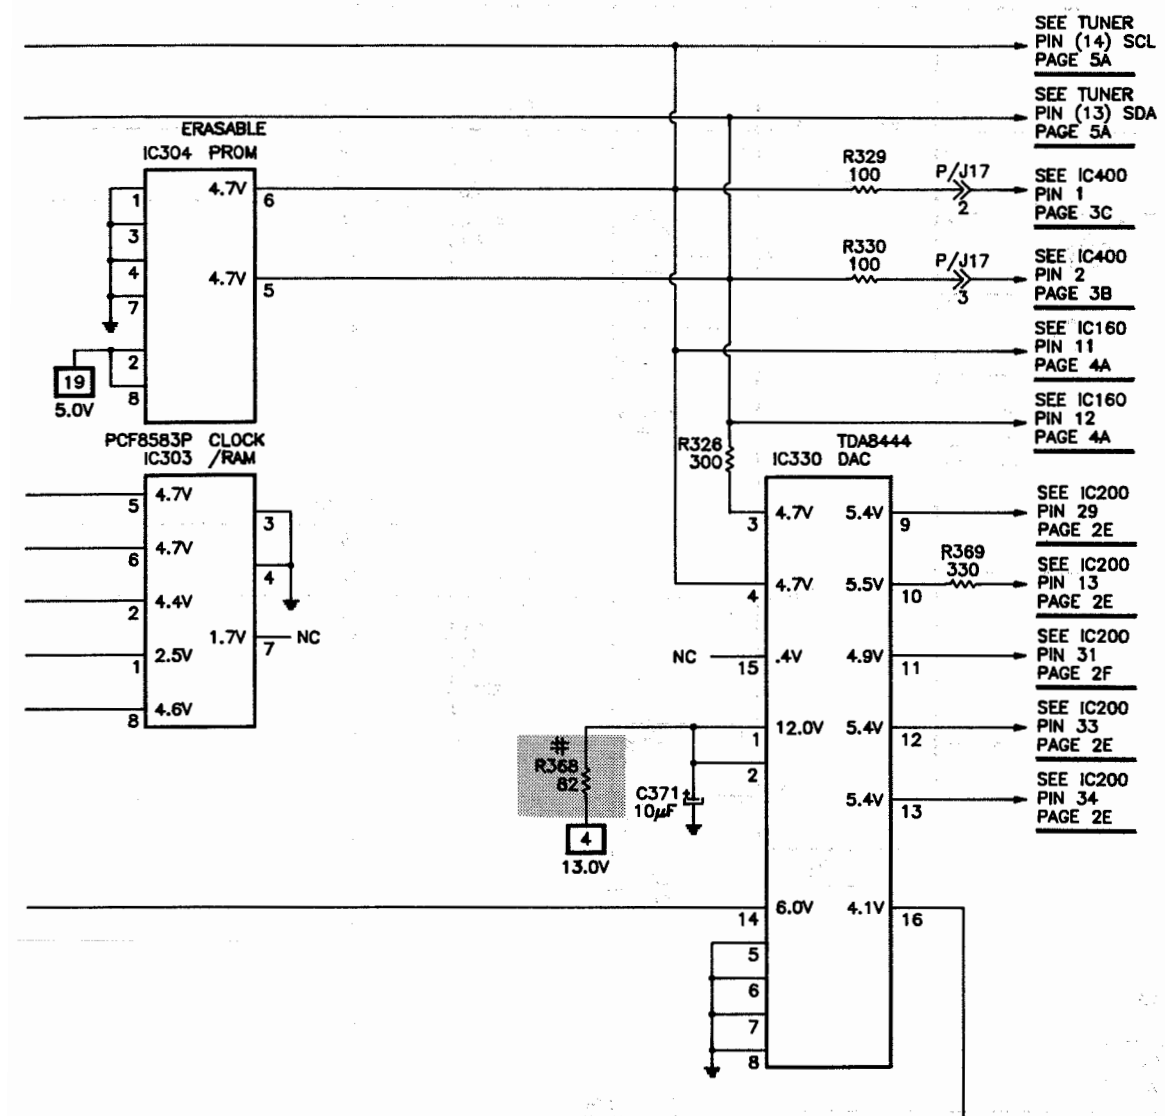 SEE TUNER
PIN (14) SCL
PAGE 5A
SEE TUNER
PIN (13) SDA
PAGE 5A
ERASABLE
IC304 PROM
1
3
4
7
2
8
4.7V
6
4.7V
5
19
5.0V
R329
100
P/J17
2
SEE IC400
PIN 1
PAGE 3C
R330
100
P/J17
3
SEE IC400
PIN 2
PAGE 3B
SEE IC160
PIN 11
PAGE 4A
SEE IC160
PIN 12
PAGE 4A
PCF8583P CLOCK
IC303 /RAM
5
4.7V
6
4.7V
2
4.4V
1
2.5V
8
4.6V
3
4
1.7V
7
NC
R328
300
TDA8444
IC330 DAC
3
4.7V
4
4.7V
NC
15
.4V
1
12.0V
2
14
6.0V
5
6
7
8
5.4V
9
SEE IC200
PIN 29
PAGE 2E
5.5V
10
R369
330
SEE IC200
PIN 13
PAGE 2E
4.9V
11
SEE IC200
PIN 31
PAGE 2F
5.4V
12
SEE IC200
PIN 33
PAGE 2E
5.4V
13
SEE IC200
PIN 34
PAGE 2E
4.1V
16
#
R368
82
4
13.0V
C371 +
10μF